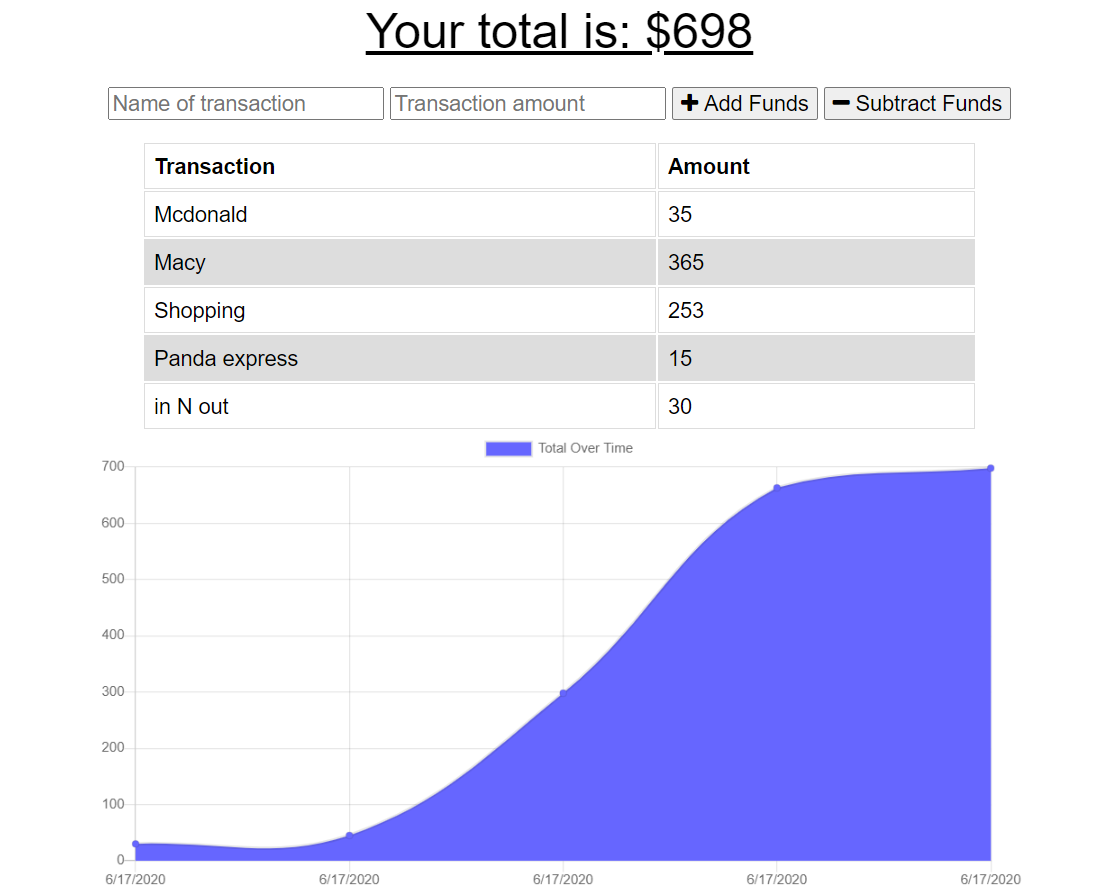 Your total is: $698
Name of transaction Transaction amount Add Funds Subtract Funds
Transaction Amount
Mcdonald 35
Macy 365
Shopping 253
Panda express 15
in N out 30
Total Over Time
700
600
500
400
300
200
100
0
6/17/2020 6/17/2020 6/17/2020 6/17/2020 6/17/2020